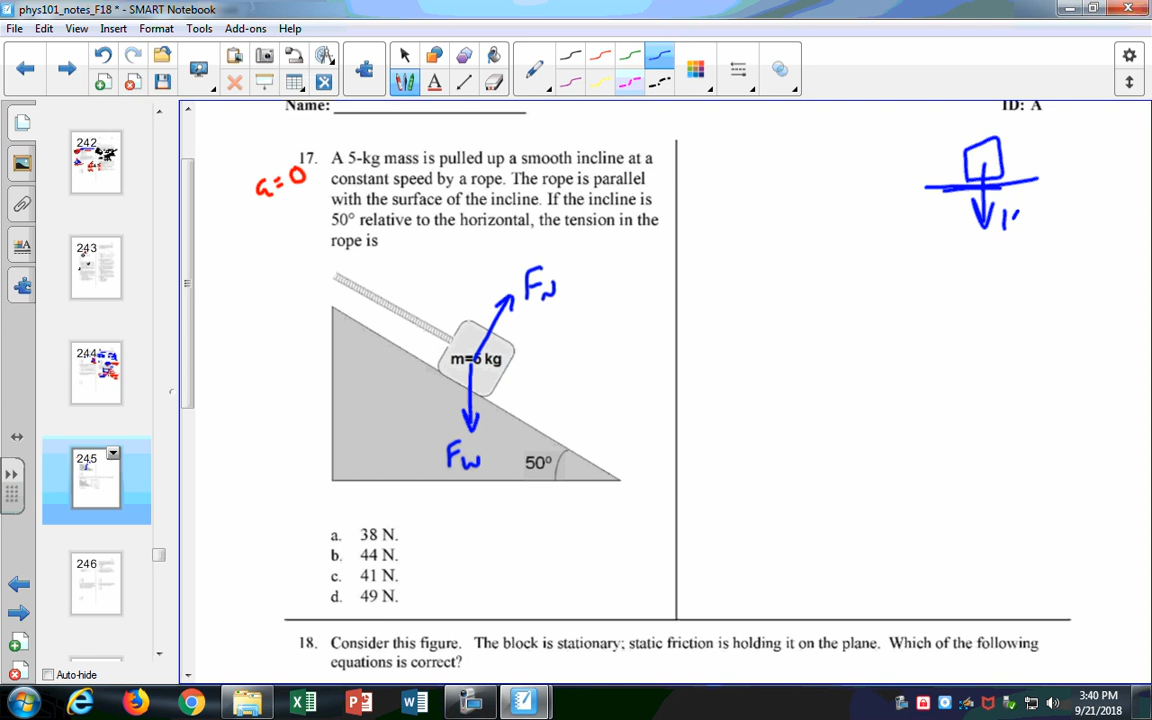 phys101_notes_F18 * - SMART Notebook
File Edit View Insert Format Tools Add-ons Help
Name:
ID: A
17. A 5-kg mass is pulled up a smooth incline at a
constant speed by a rope. The rope is parallel
with the surface of the incline. If the incline is
50° relative to the horizontal, the tension in the
rope is
a = 0
FN
kg
FW
50°
a. 38 N.
b. 44 N.
c. 41 N.
d. 49 N.
18. Consider this figure. The block is stationary; static friction is holding it on the plane. Which of the following
equations is correct?
242
243
244
245
246
Auto-hide
3:40 PM
9/21/2018